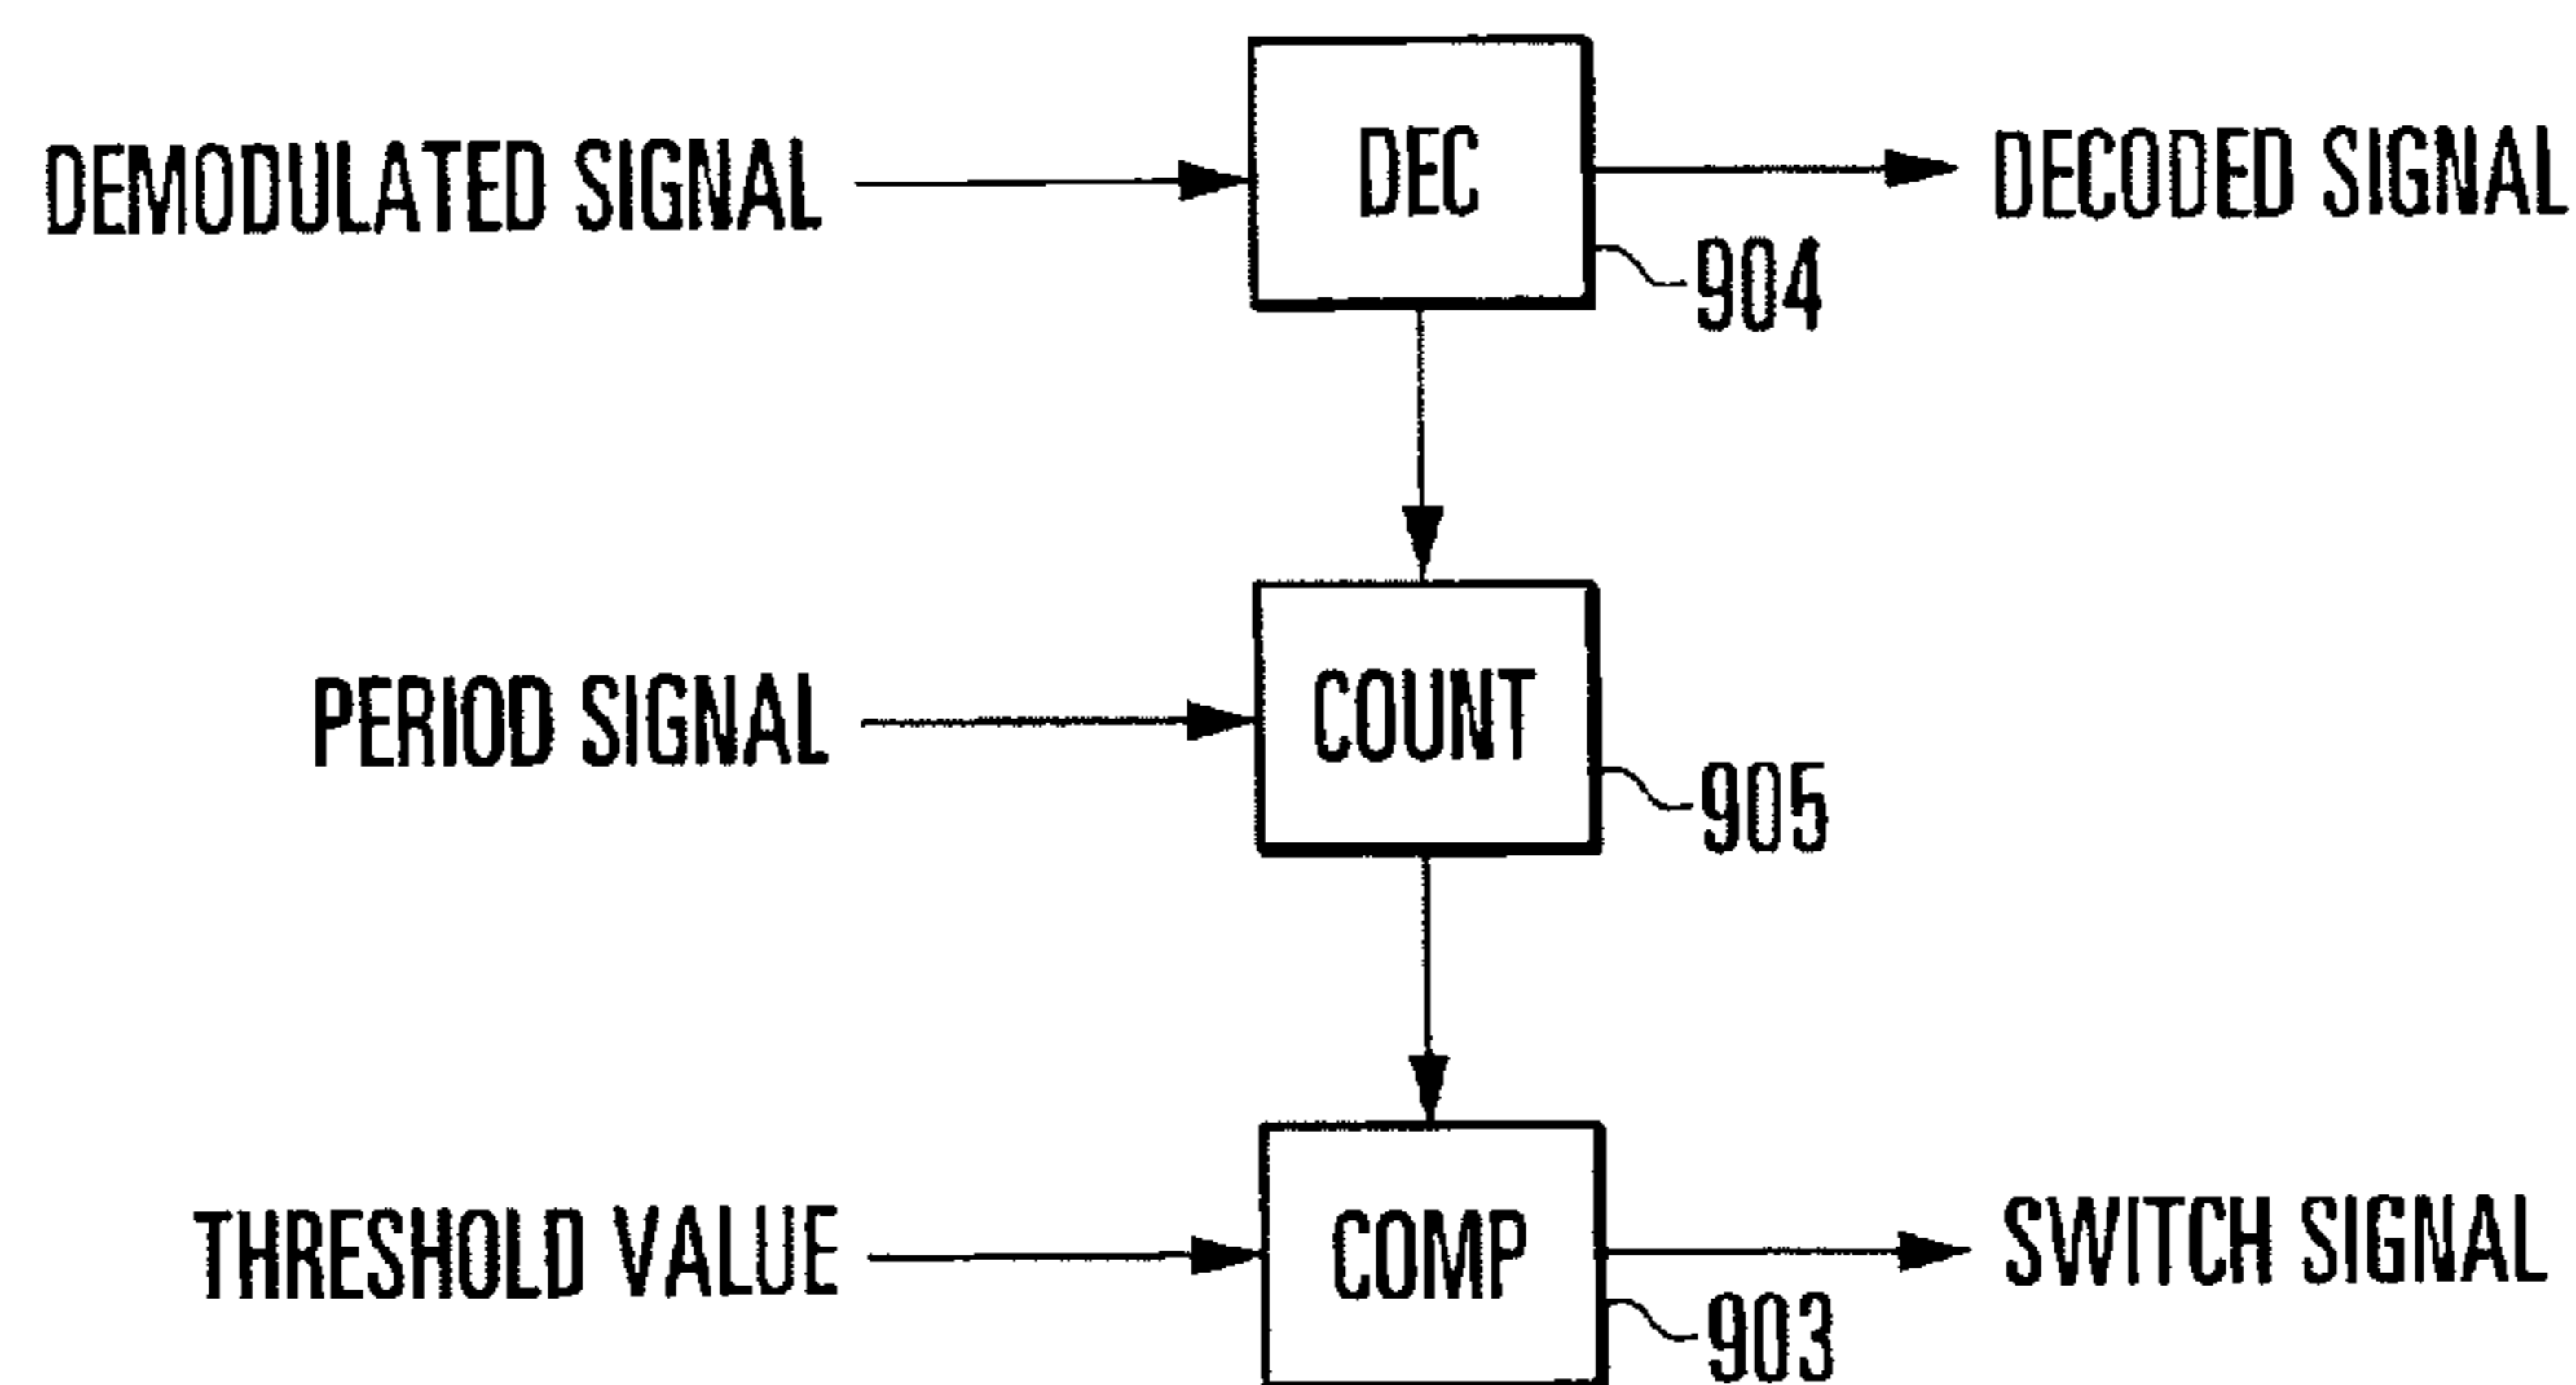 DEMODULATED SIGNAL
DEC
DECODED SIGNAL
904
PERIOD SIGNAL
COUNT
905
THRESHOLD VALUE
COMP
SWITCH SIGNAL
903